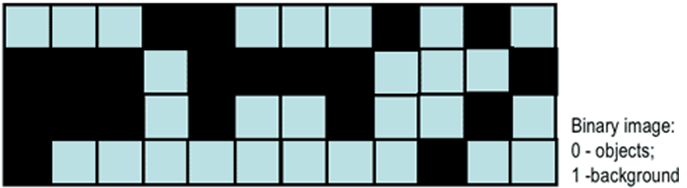 Binary image:
0 - objects;
1 -background